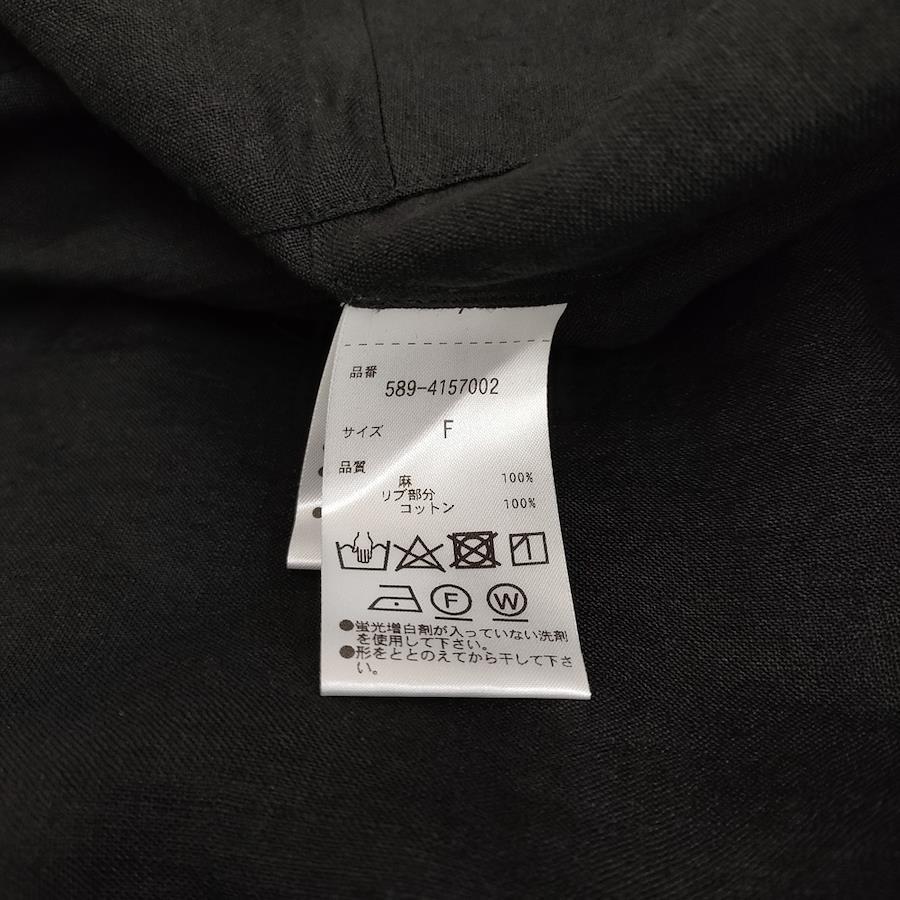 品番
589-4157002
サイズ F
品質
麻 100%
リブ部分
コットン 100%
F W
●蛍光増白剤が入っていない洗剤
を使用して下さい。
●形をととのえてから干して下さ
い。